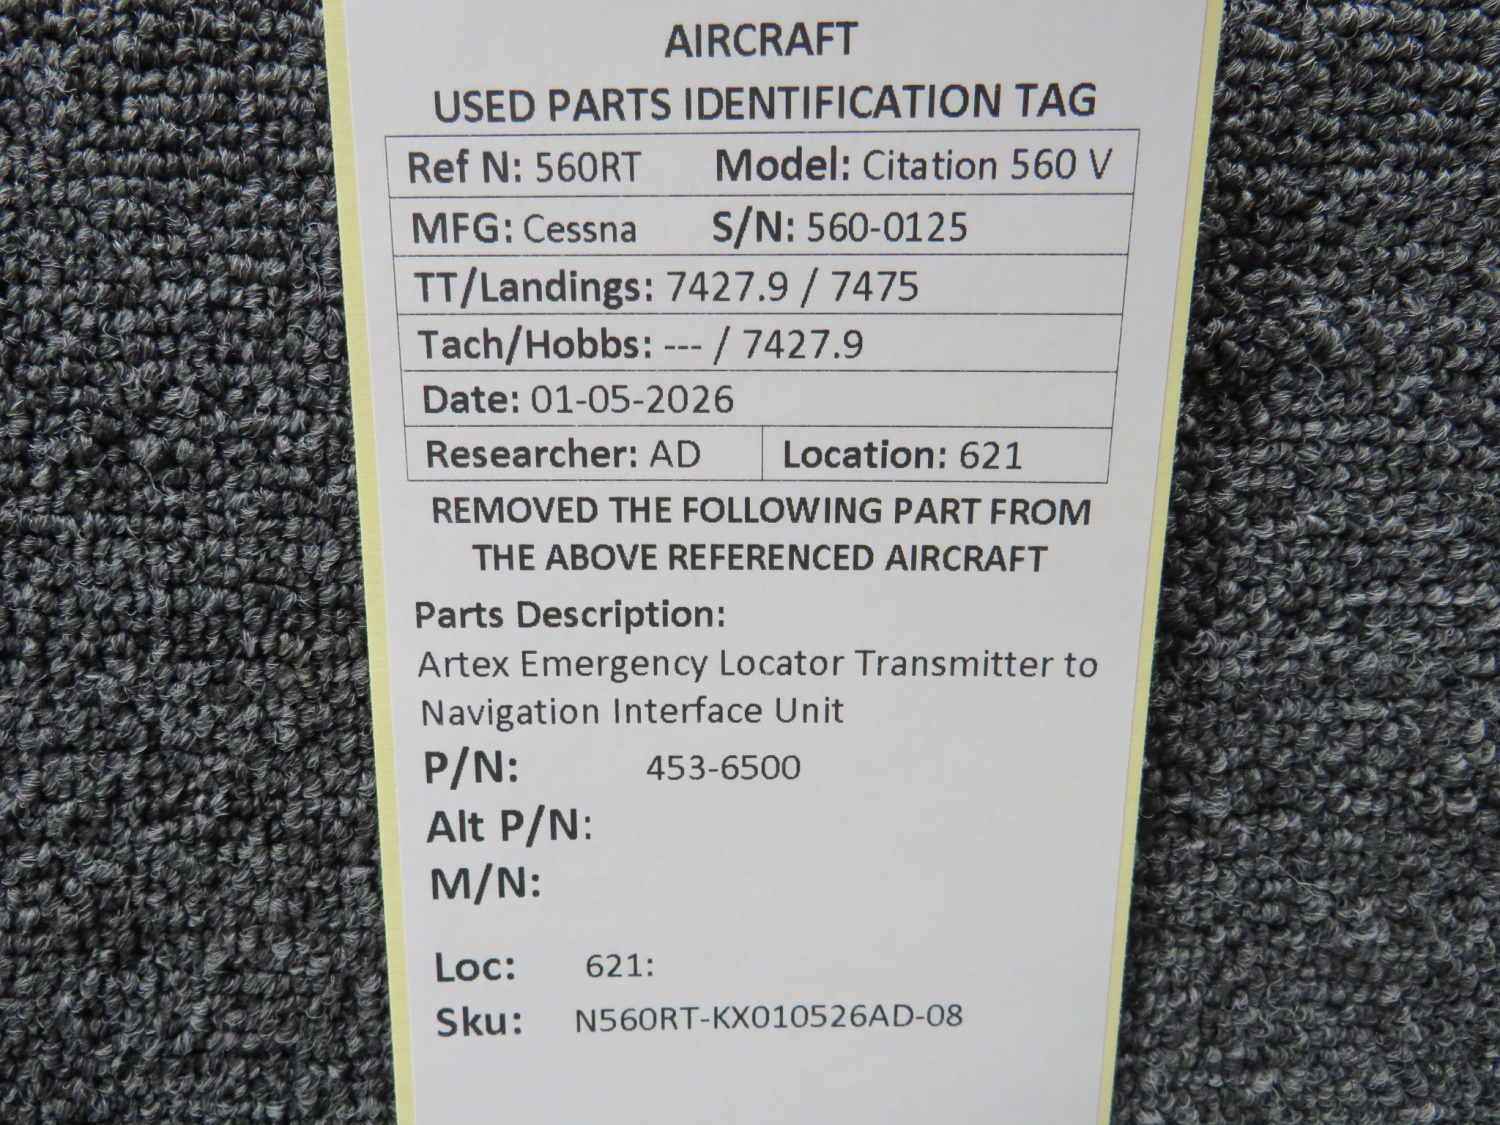 AIRCRAFT
USED PARTS IDENTIFICATION TAG
Ref N: 560RT Model: Citation 560 V
MFG: Cessna S/N: 560-0125
TT/Landings: 7427.9 / 7475
Tach/Hobbs: --- / 7427.9
Date: 01-05-2026
Researcher: AD Location: 621
REMOVED THE FOLLOWING PART FROM
THE ABOVE REFERENCED AIRCRAFT
Parts Description:
Artex Emergency Locator Transmitter to
Navigation Interface Unit
P/N: 453-6500
Alt P/N:
M/N:
Loc: 621:
Sku: N560RT-KX010526AD-08